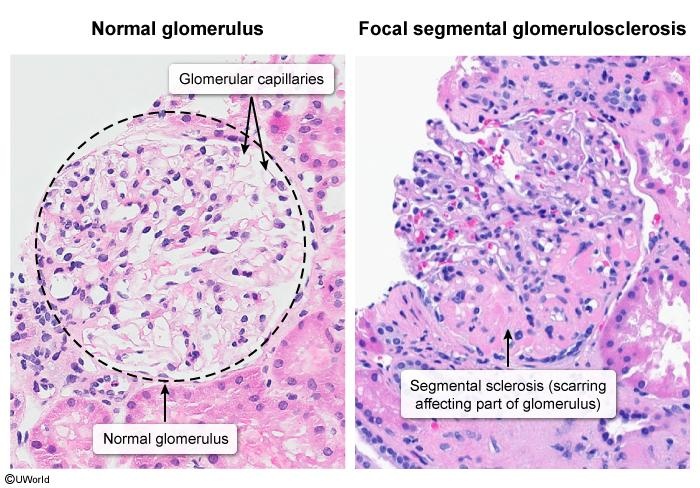 Normal glomerulus
Focal segmental glomerulosclerosis
Glomerular capillaries
Segmental sclerosis (scarring
affecting part of glomerulus)
Normal glomerulus
©UWorld